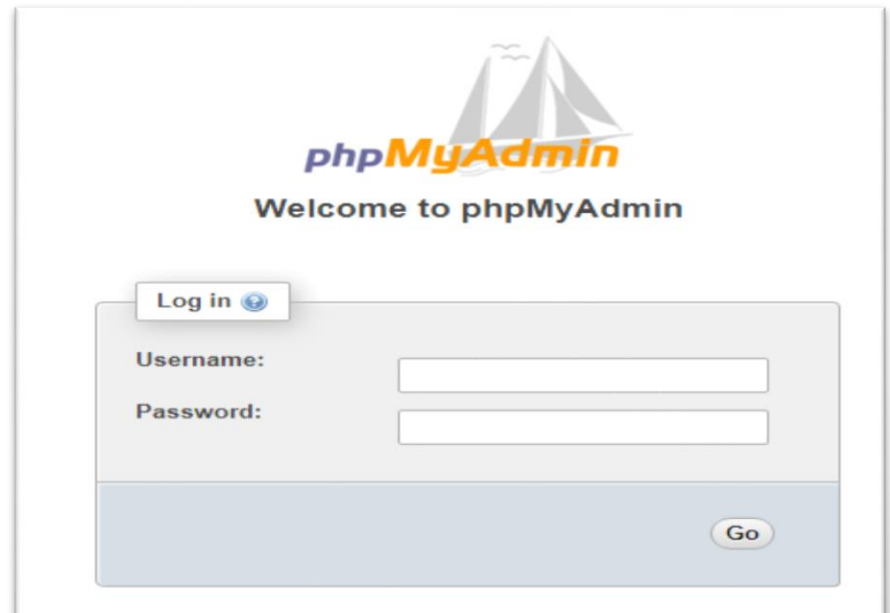 phpMyAdmin
Welcome to phpMyAdmin
Log in
Username:
Password:
Go